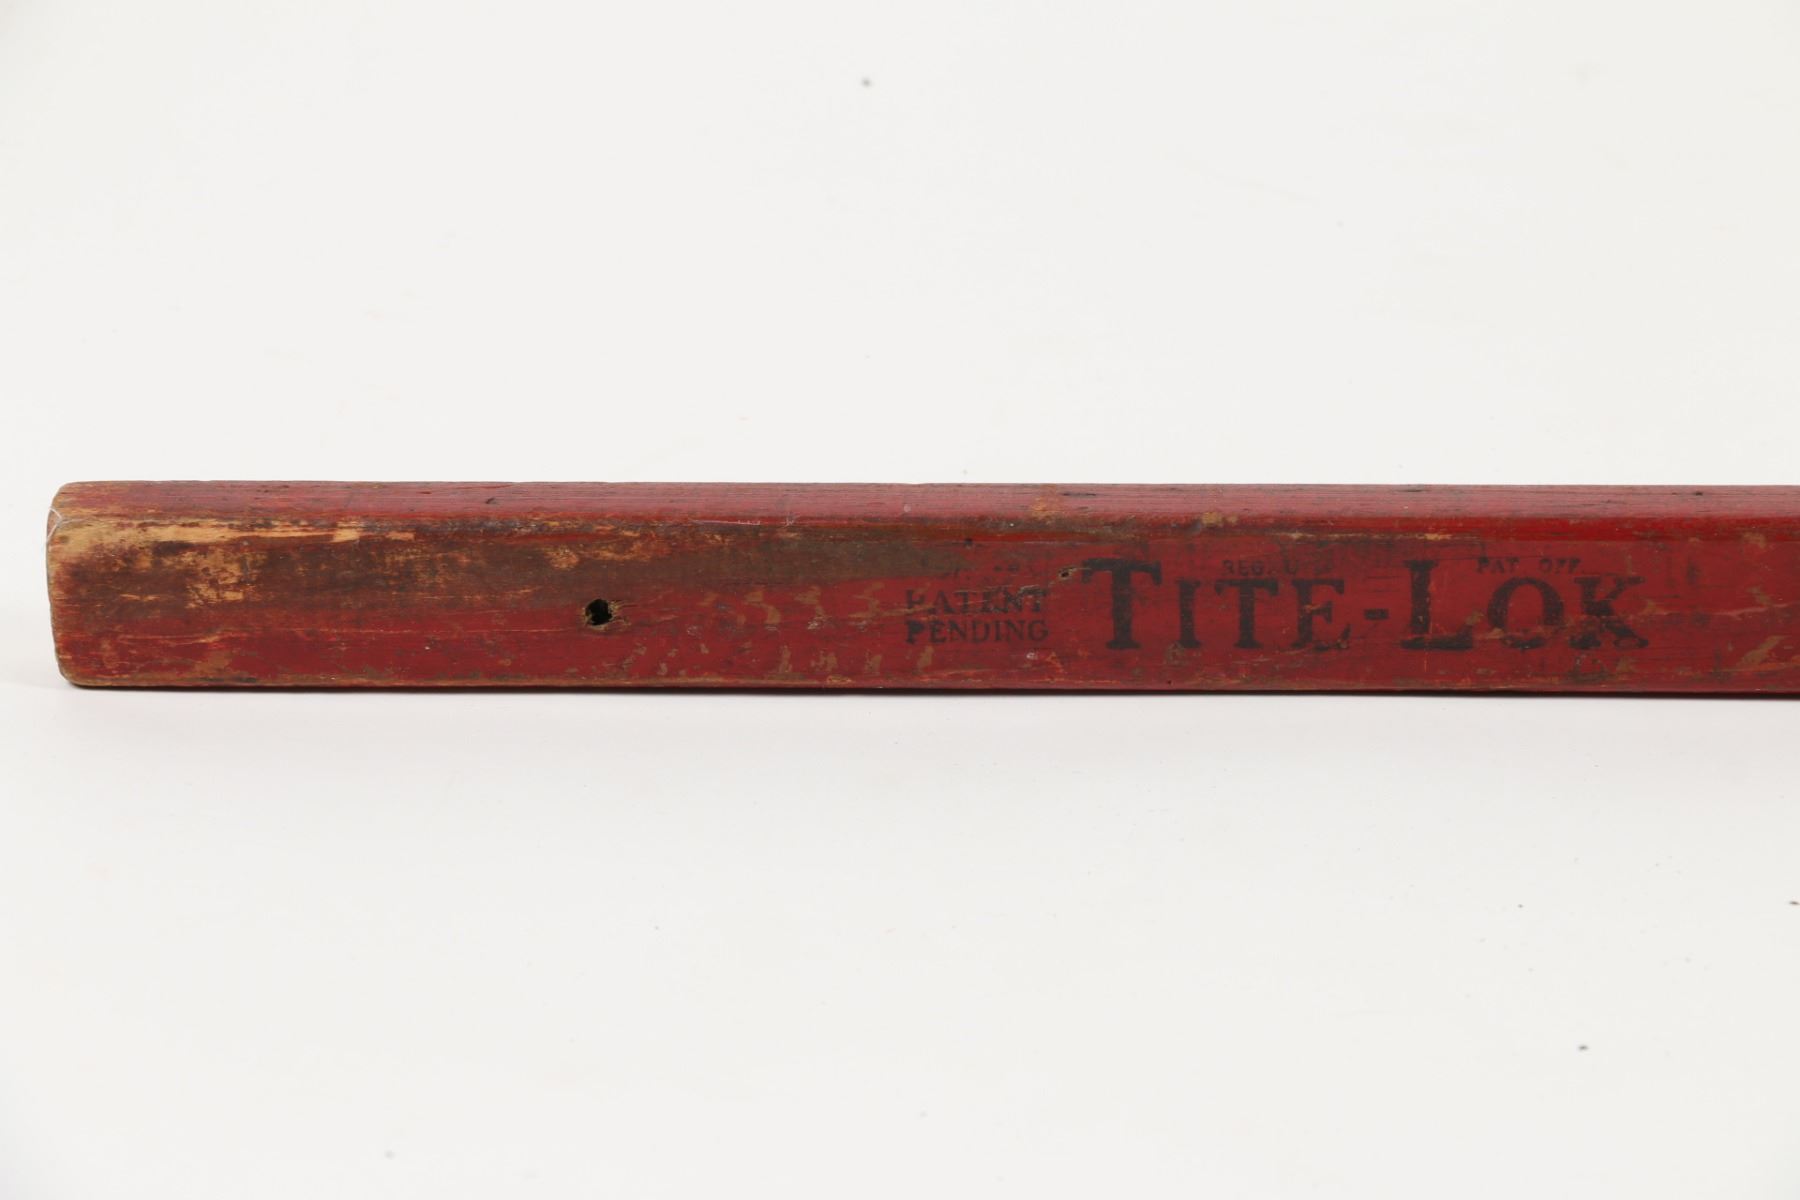 REG. U.S. PAT OFF.
PATENT
PENDING
TITE-LOK